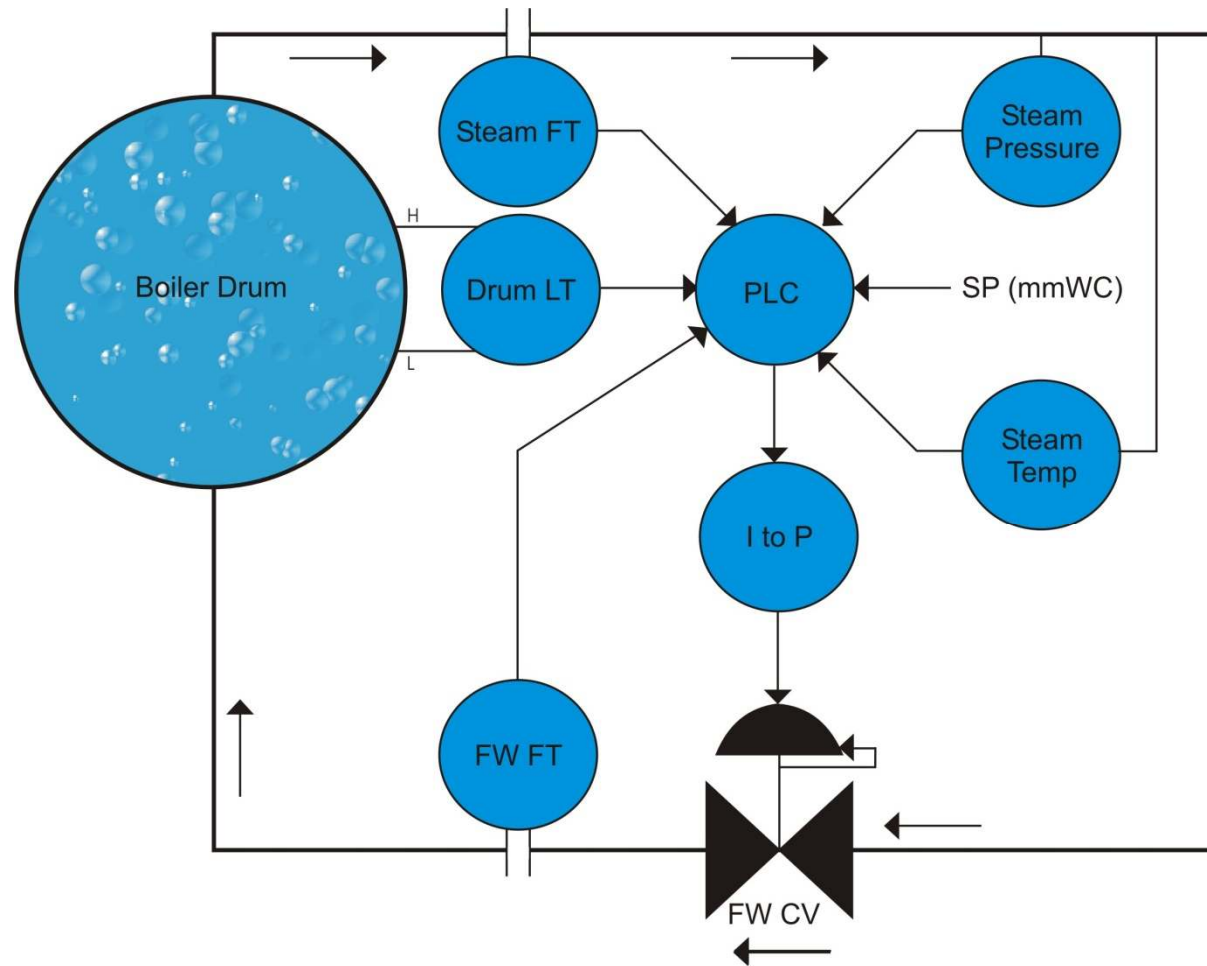 Steam FT
Steam
Pressure
H
Boiler Drum
Drum LT
PLC
SP (mmWC)
L
Steam
Temp
I to P
FW FT
FW CV